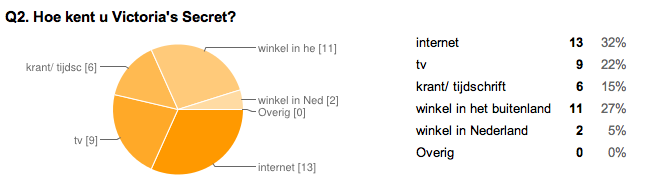 Q2. Hoe kent u Victoria's Secret?
winkel in he [11]
krant/ tijdsc [6]
winkel in Ned [2]
Overig [0]
tv [9]
internet [13]
internet 13 32%
tv 9 22%
krant/ tijdschrift 6 15%
winkel in het buitenland 11 27%
winkel in Nederland 2 5%
Overig 0 0%